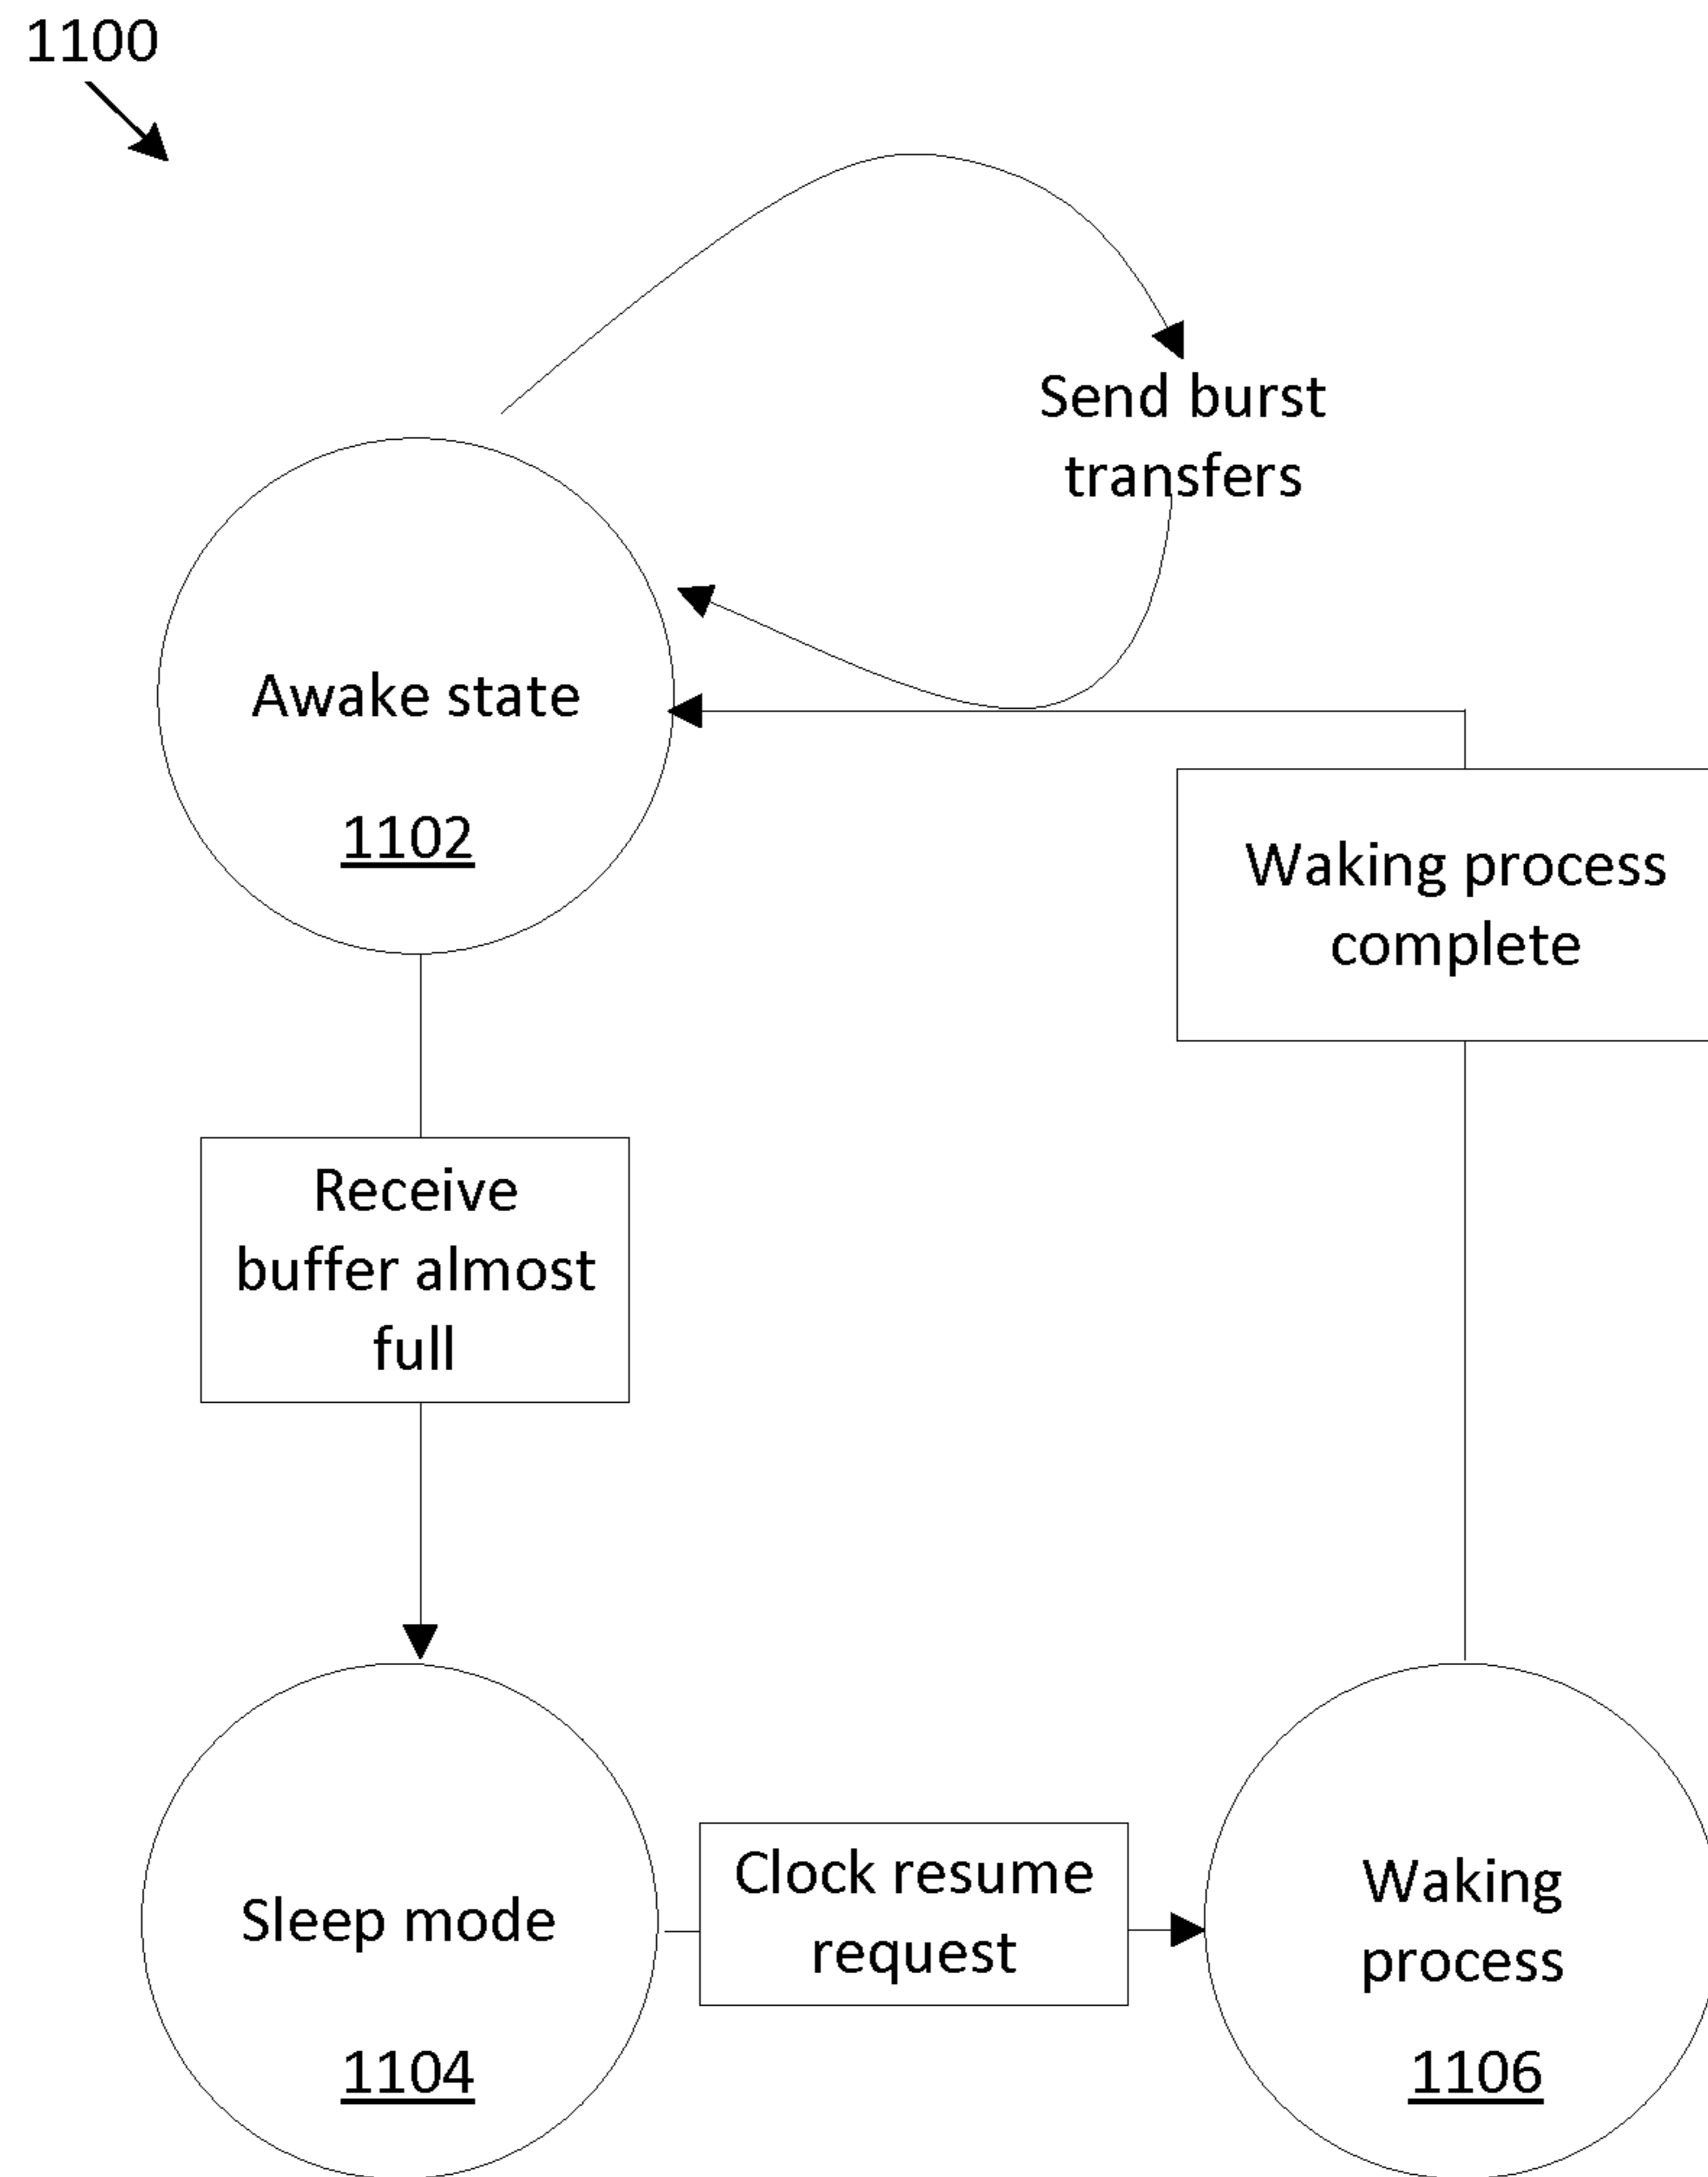 1100
Send burst
transfers
Awake state
1102
Waking process
complete
Receive
buffer almost
full
Clock resume
request
Sleep mode
1104
Waking
process
1106